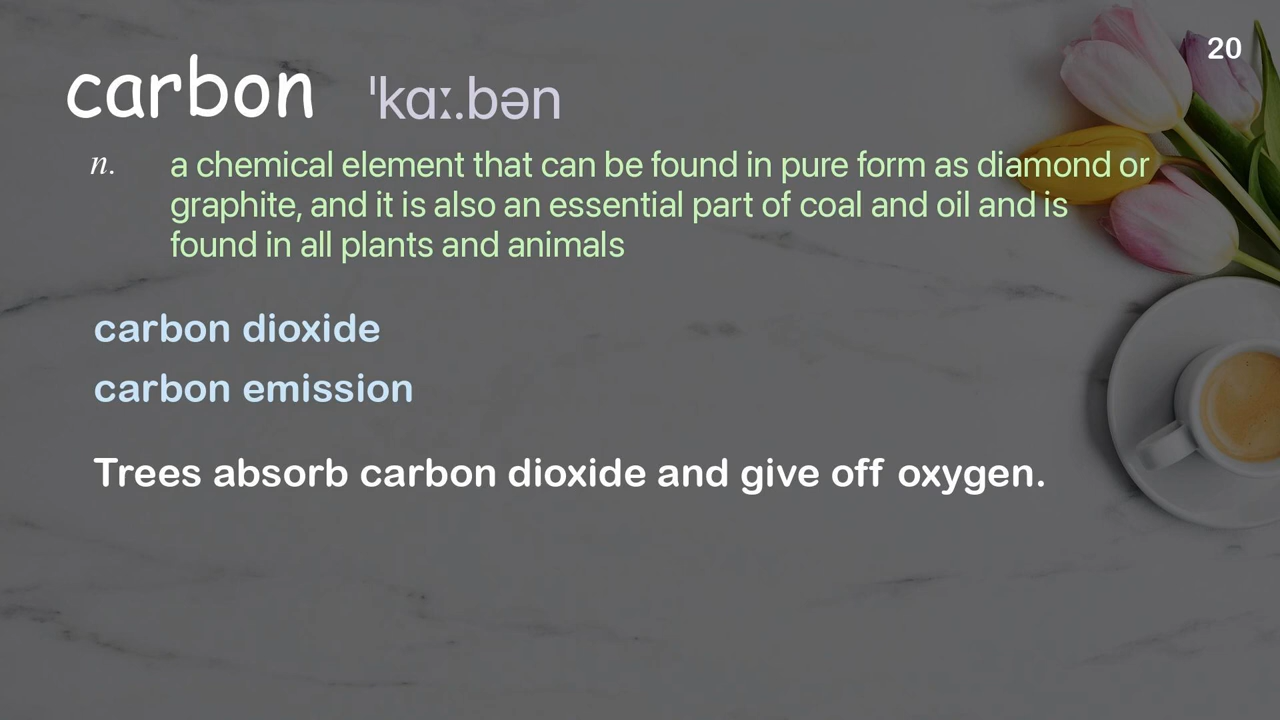 20
carbon ˈkɑː.bən
n. a chemical element that can be found in pure form as diamond or
graphite, and it is also an essential part of coal and oil and is
found in all plants and animals
carbon dioxide
carbon emission
Trees absorb carbon dioxide and give off oxygen.